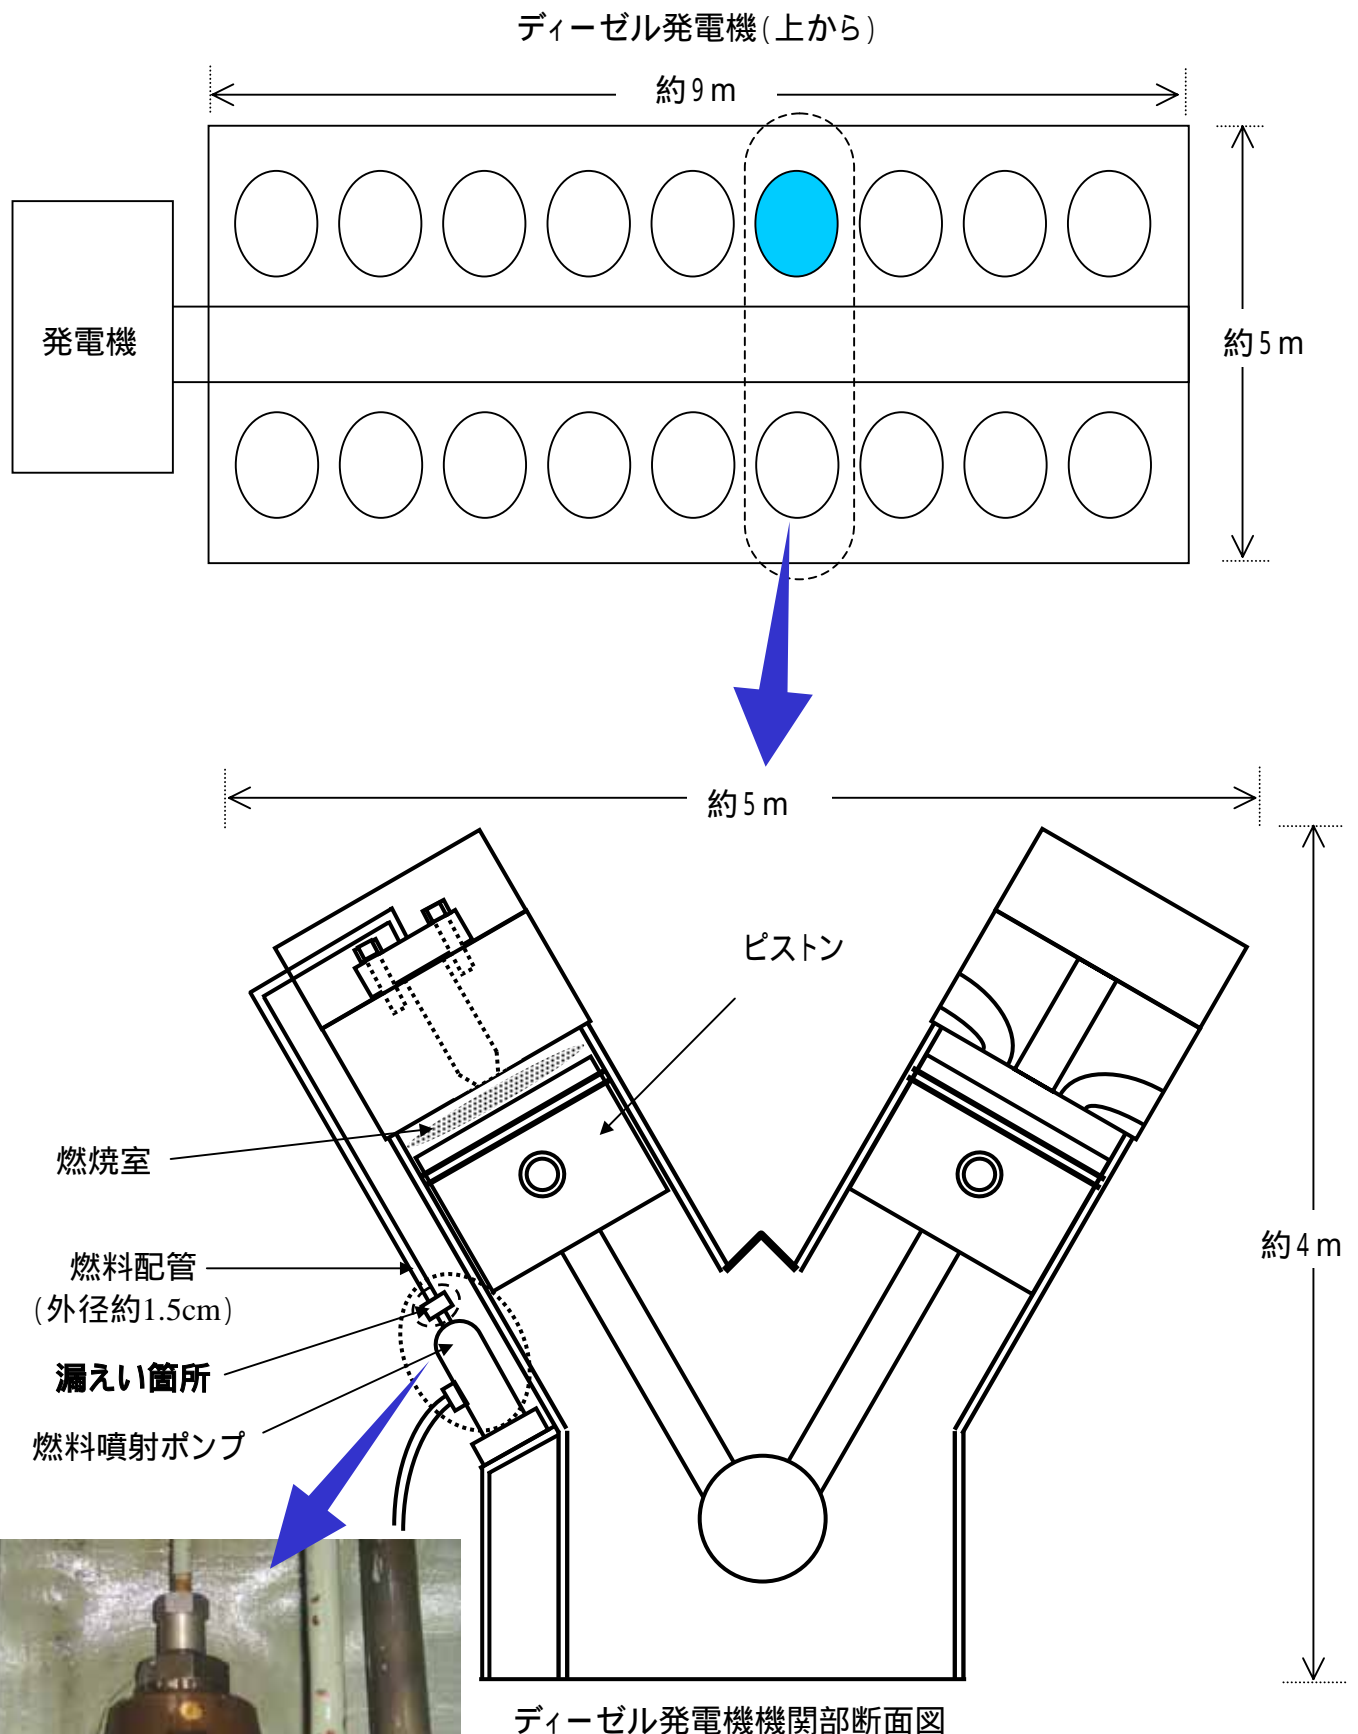 ディーゼル発電機(上から)
約9m
発電機
約5m
約5m
ピストン
燃焼室
燃料配管
(外径約1.5cm)
約4m
漏えい箇所
燃料噴射ポンプ
ディーゼル発電機機関部断面図